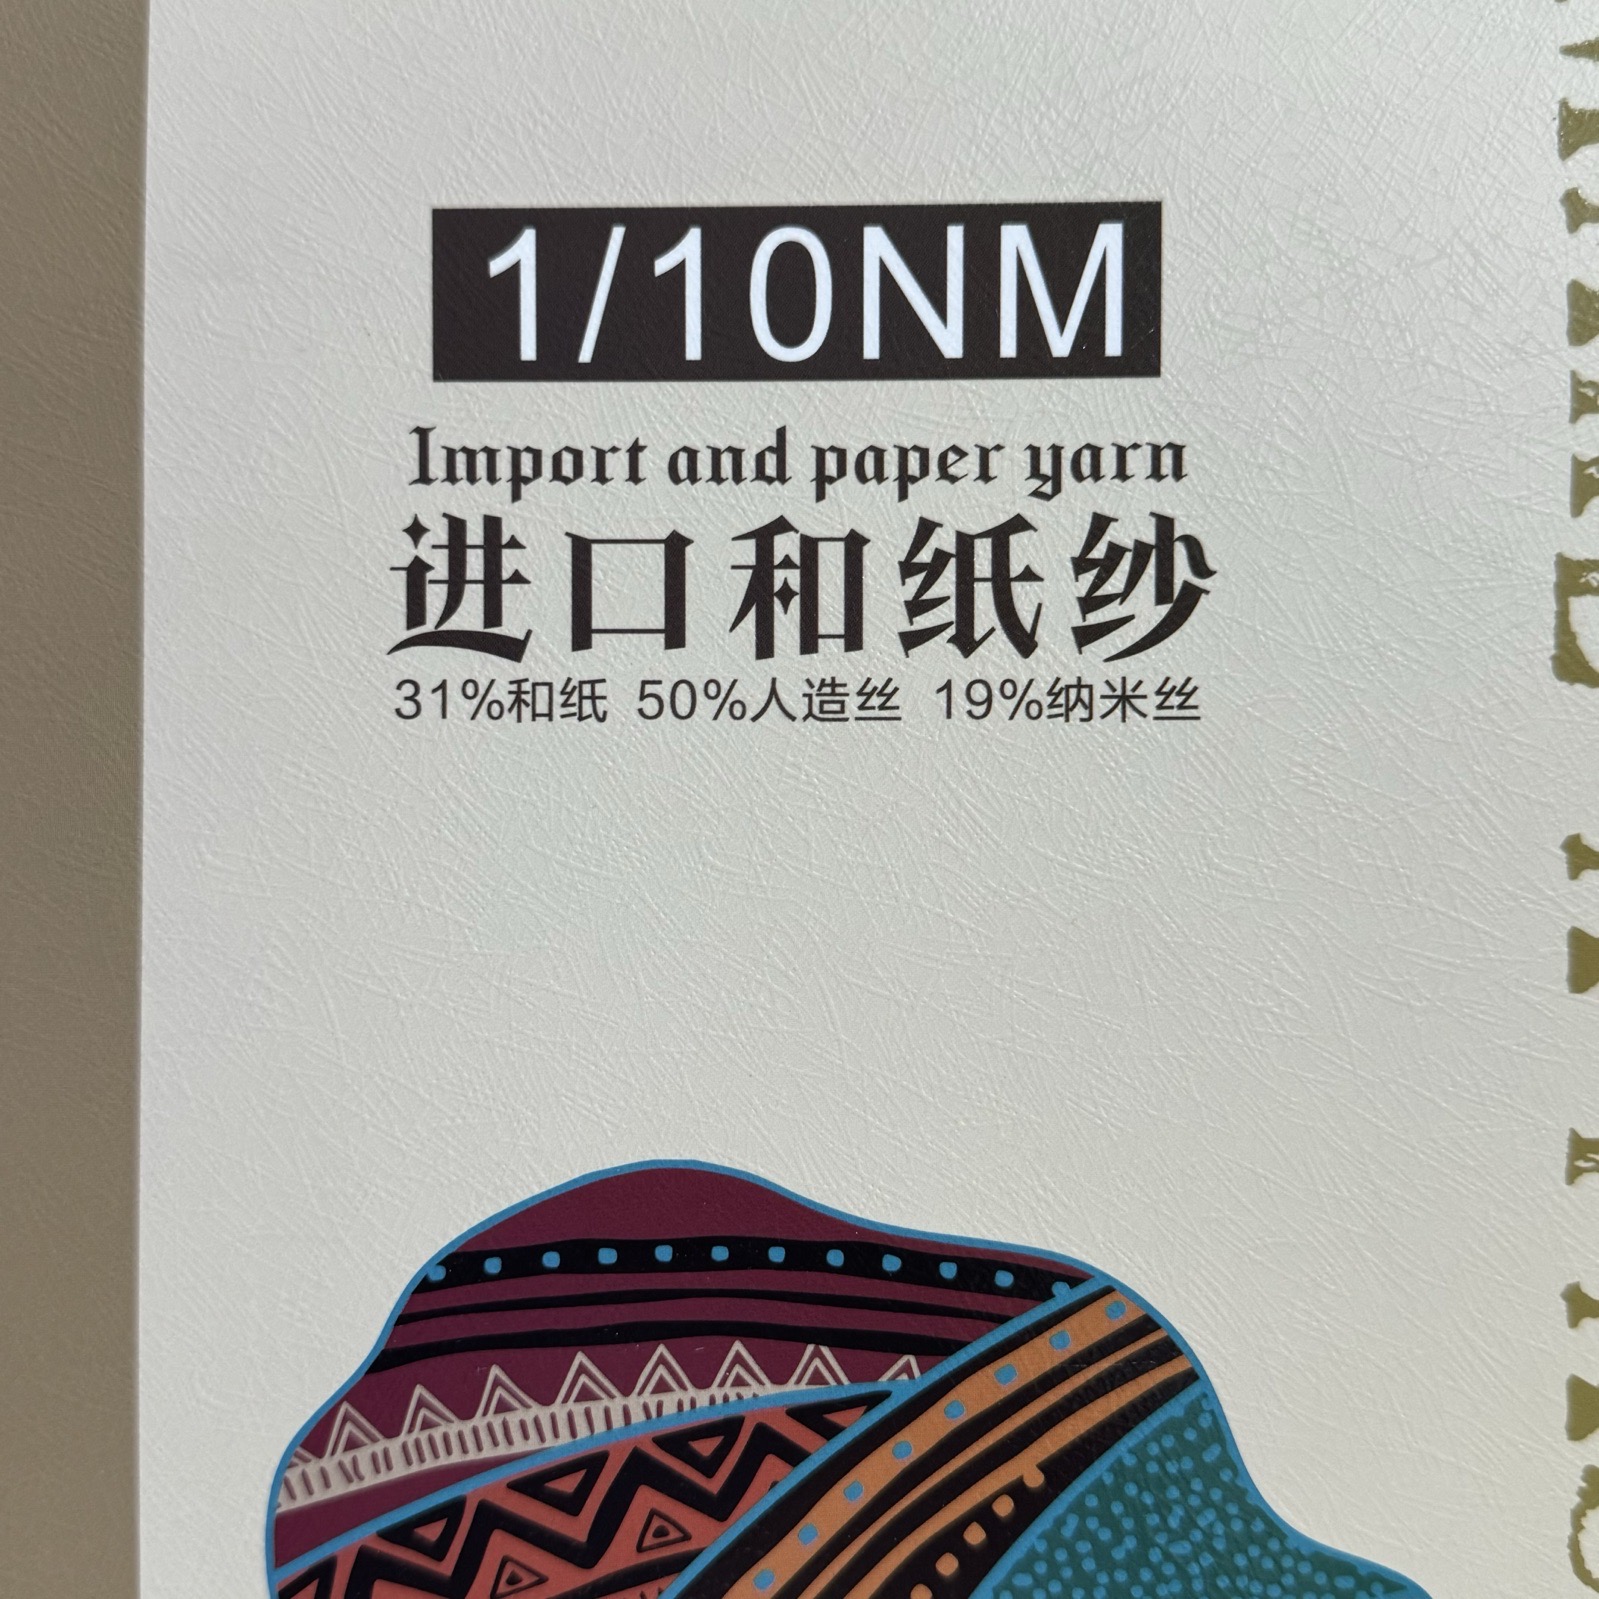 1/10NM
Import and paper yarn
进口和纸纱
31%和纸 50%人造丝 19%纳米丝